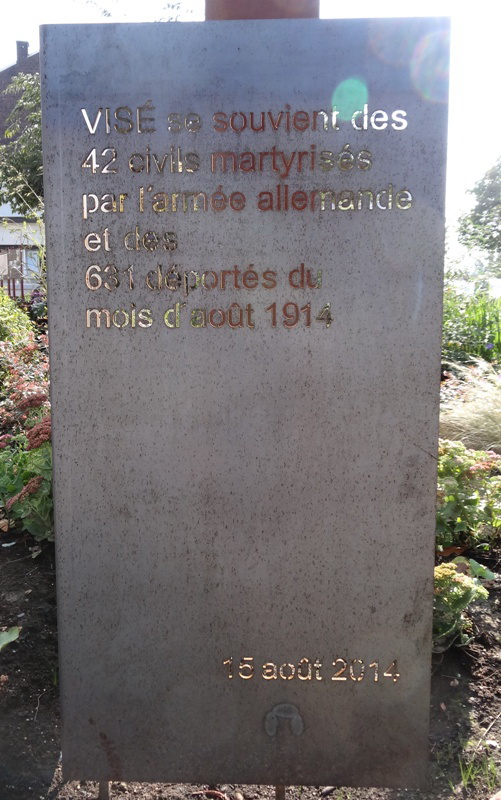 VISÉ se souvient des
42 civils martyrisés
par l'armée allemande
et des
631 déportés du
mois d'août 1914
15 août 2014